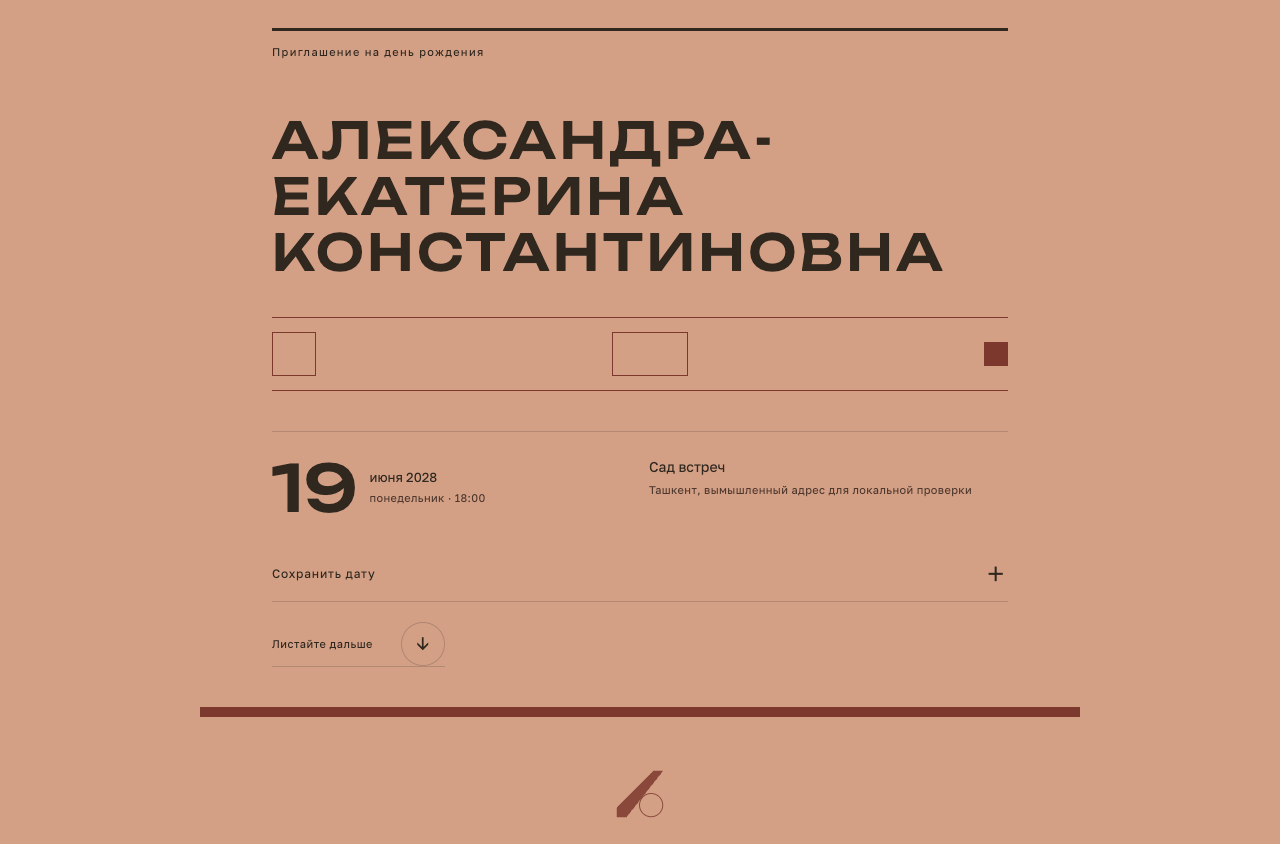 Приглашение на день рождения
АЛЕКСАНДРА-
ЕКАТЕРИНА
КОНСТАНТИНОВНА
19
июня 2028
понедельник · 18:00
Сад встреч
Ташкент, вымышленный адрес для локальной проверки
Сохранить дату
Листайте дальше